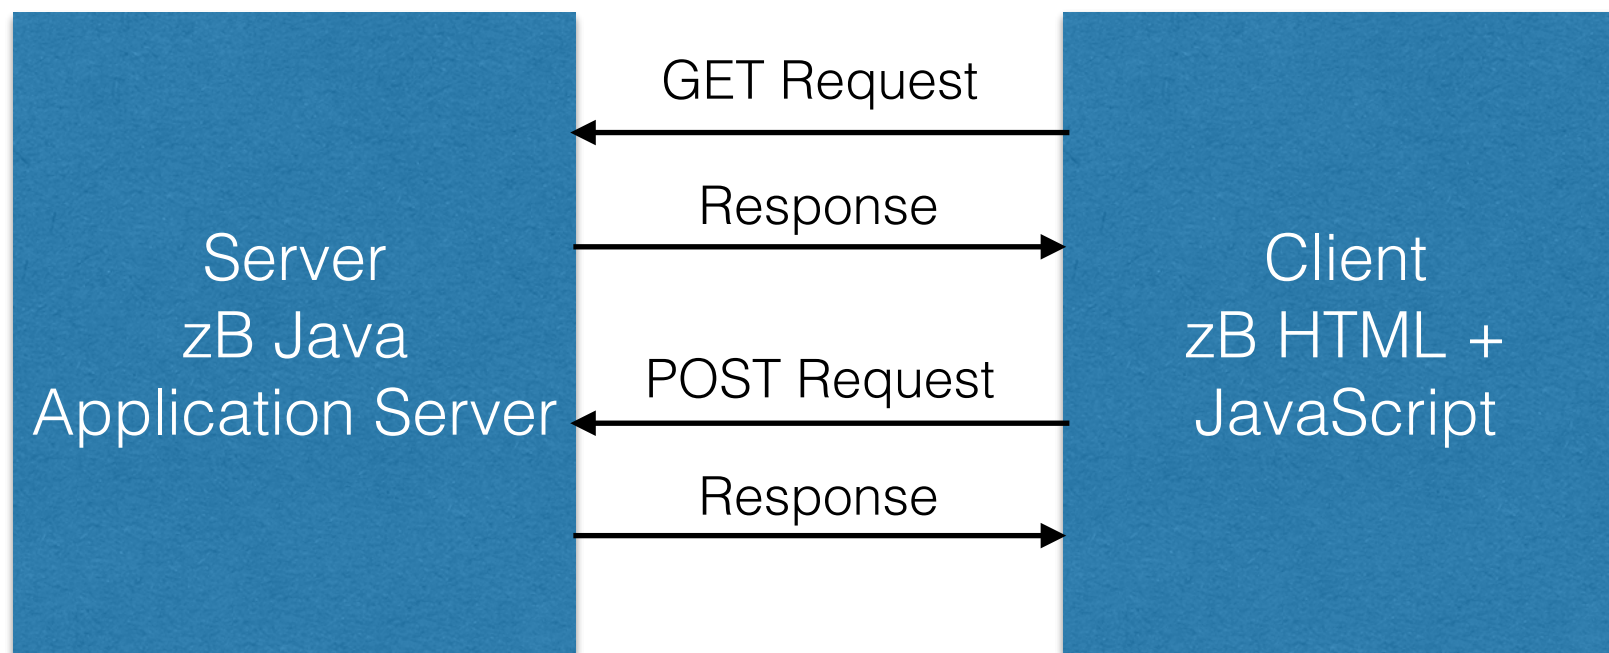 Server
zB Java
Application Server
GET Request
Response
POST Request
Response
Client
zB HTML +
JavaScript